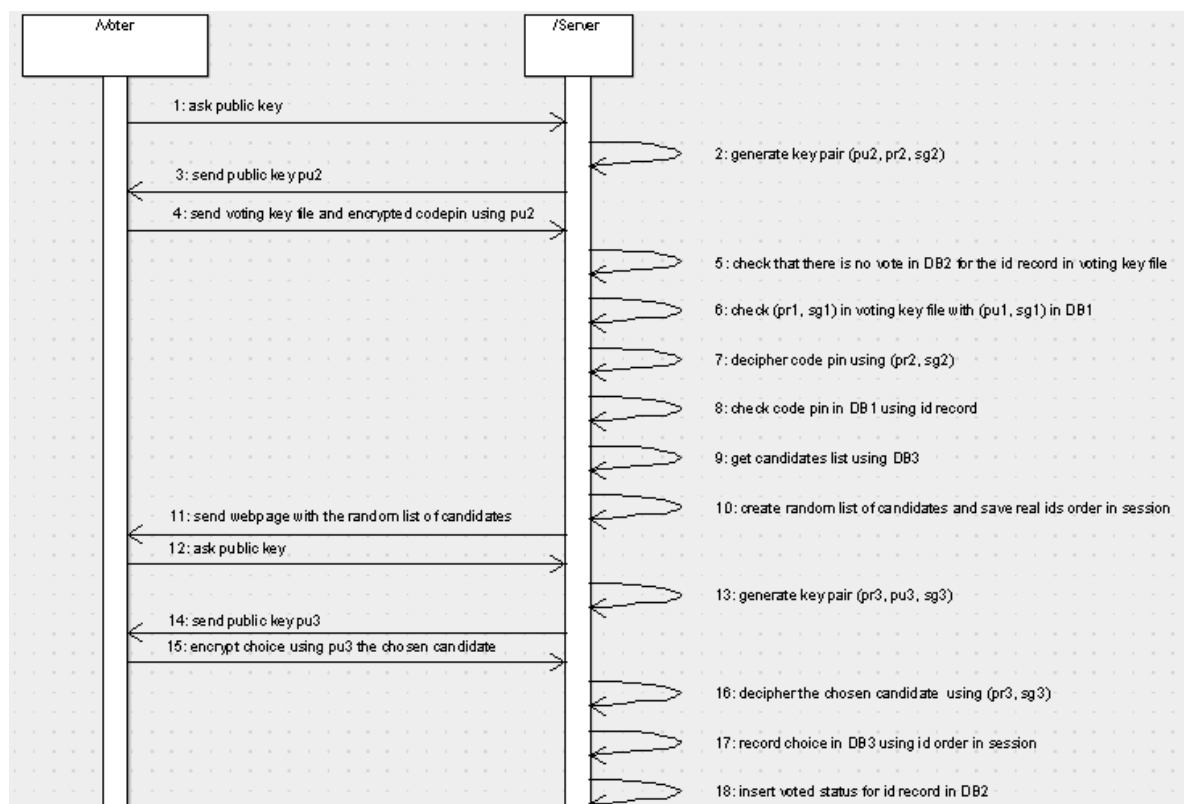 /Voter
/Server
1: ask public key
2: generate key pair (pu2, pr2, sg2)
3: send public key pu2
4: send voting key file and encrypted codepin using pu2
5: check that there is no vote in DB2 for the id record in voting key file
6: check (pr1, sg1) in voting key file with (pu1, sg1) in DB1
7: decipher code pin using (pr2, sg2)
8: check code pin in DB1 using id record
9: get candidates list using DB3
10: create random list of candidates and save real ids order in session
11: send webpage with the random list of candidates
12: ask public key
13: generate key pair (pr3, pu3, sg3)
14: send public key pu3
15: encrypt choice using pu3 the chosen candidate
16: decipher the chosen candidate using (pr3, sg3)
17: record choice in DB3 using id order in session
18: insert voted status for id record in DB2